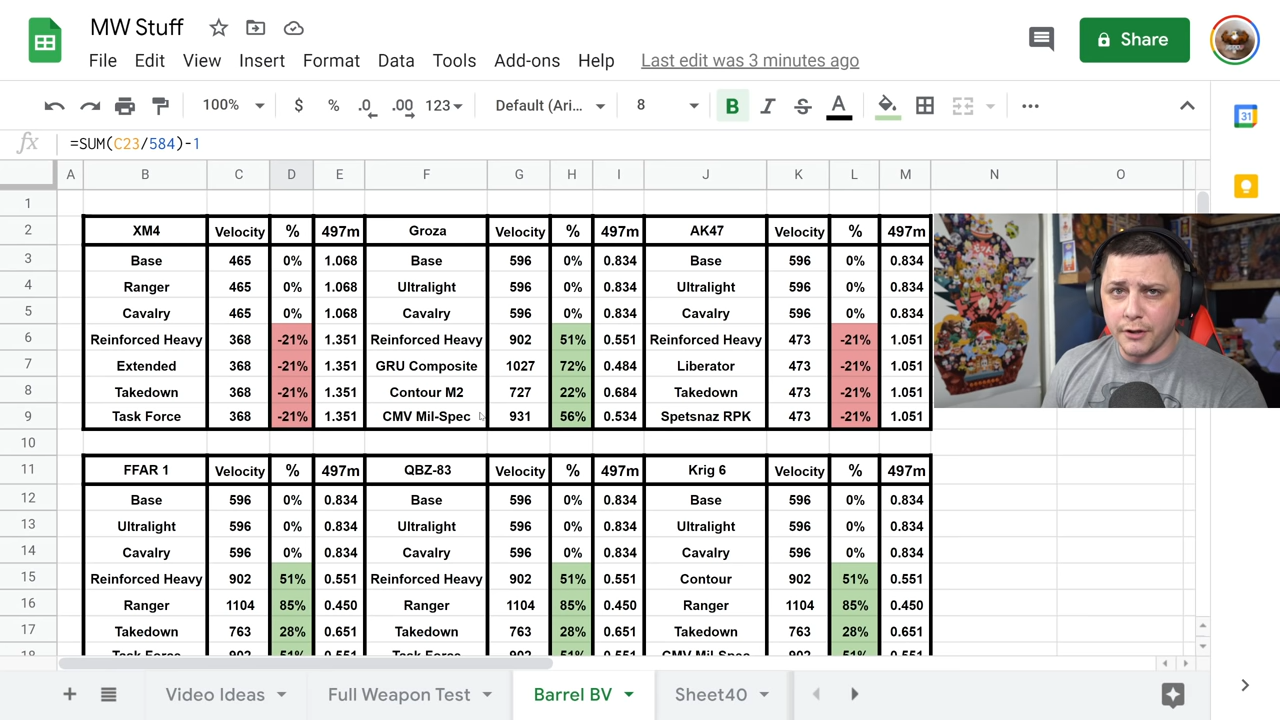 MW Stuff
Share
File Edit View Insert Format Data Tools Add-ons Help Last edit was 3 minutes ago
100% $ % .0 .00 123 Default (Ari... 8 B I S A ...
fx =SUM(C23/584)-1
31
A B C D E F G H I J K L M N O
1
2 XM4 Velocity % 497m Groza Velocity % 497m AK47 Velocity % 497m
3 Base 465 0% 1.068 Base 596 0% 0.834 Base 596 0% 0.834
4 Ranger 465 0% 1.068 Ultralight 596 0% 0.834 Ultralight 596 0% 0.834
5 Cavalry 465 0% 1.068 Cavalry 596 0% 0.834 Cavalry 596 0% 0.834
6 Reinforced Heavy 368 -21% 1.351 Reinforced Heavy 902 51% 0.551 Reinforced Heavy 473 -21% 1.051
7 Extended 368 -21% 1.351 GRU Composite 1027 72% 0.484 Liberator 473 -21% 1.051
8 Takedown 368 -21% 1.351 Contour M2 727 22% 0.684 Takedown 473 -21% 1.051
9 Task Force 368 -21% 1.351 CMV Mil-Spec 931 56% 0.534 Spetsnaz RPK 473 -21% 1.051
10
11 FFAR 1 Velocity % 497m QBZ-83 Velocity % 497m Krig 6 Velocity % 497m
12 Base 596 0% 0.834 Base 596 0% 0.834 Base 596 0% 0.834
13 Ultralight 596 0% 0.834 Ultralight 596 0% 0.834 Ultralight 596 0% 0.834
14 Cavalry 596 0% 0.834 Cavalry 596 0% 0.834 Cavalry 596 0% 0.834
15 Reinforced Heavy 902 51% 0.551 Reinforced Heavy 902 51% 0.551 Contour 902 51% 0.551
16 Ranger 1104 85% 0.450 Ranger 1104 85% 0.450 Ranger 1104 85% 0.450
17 Takedown 763 28% 0.651 Takedown 763 28% 0.651 Takedown 763 28% 0.651
18 Task Force 902 51% 0.551 Task Force 902 51% 0.551 CMV Mil-Spec 902 51% 0.551
Video Ideas Full Weapon Test Barrel BV Sheet40